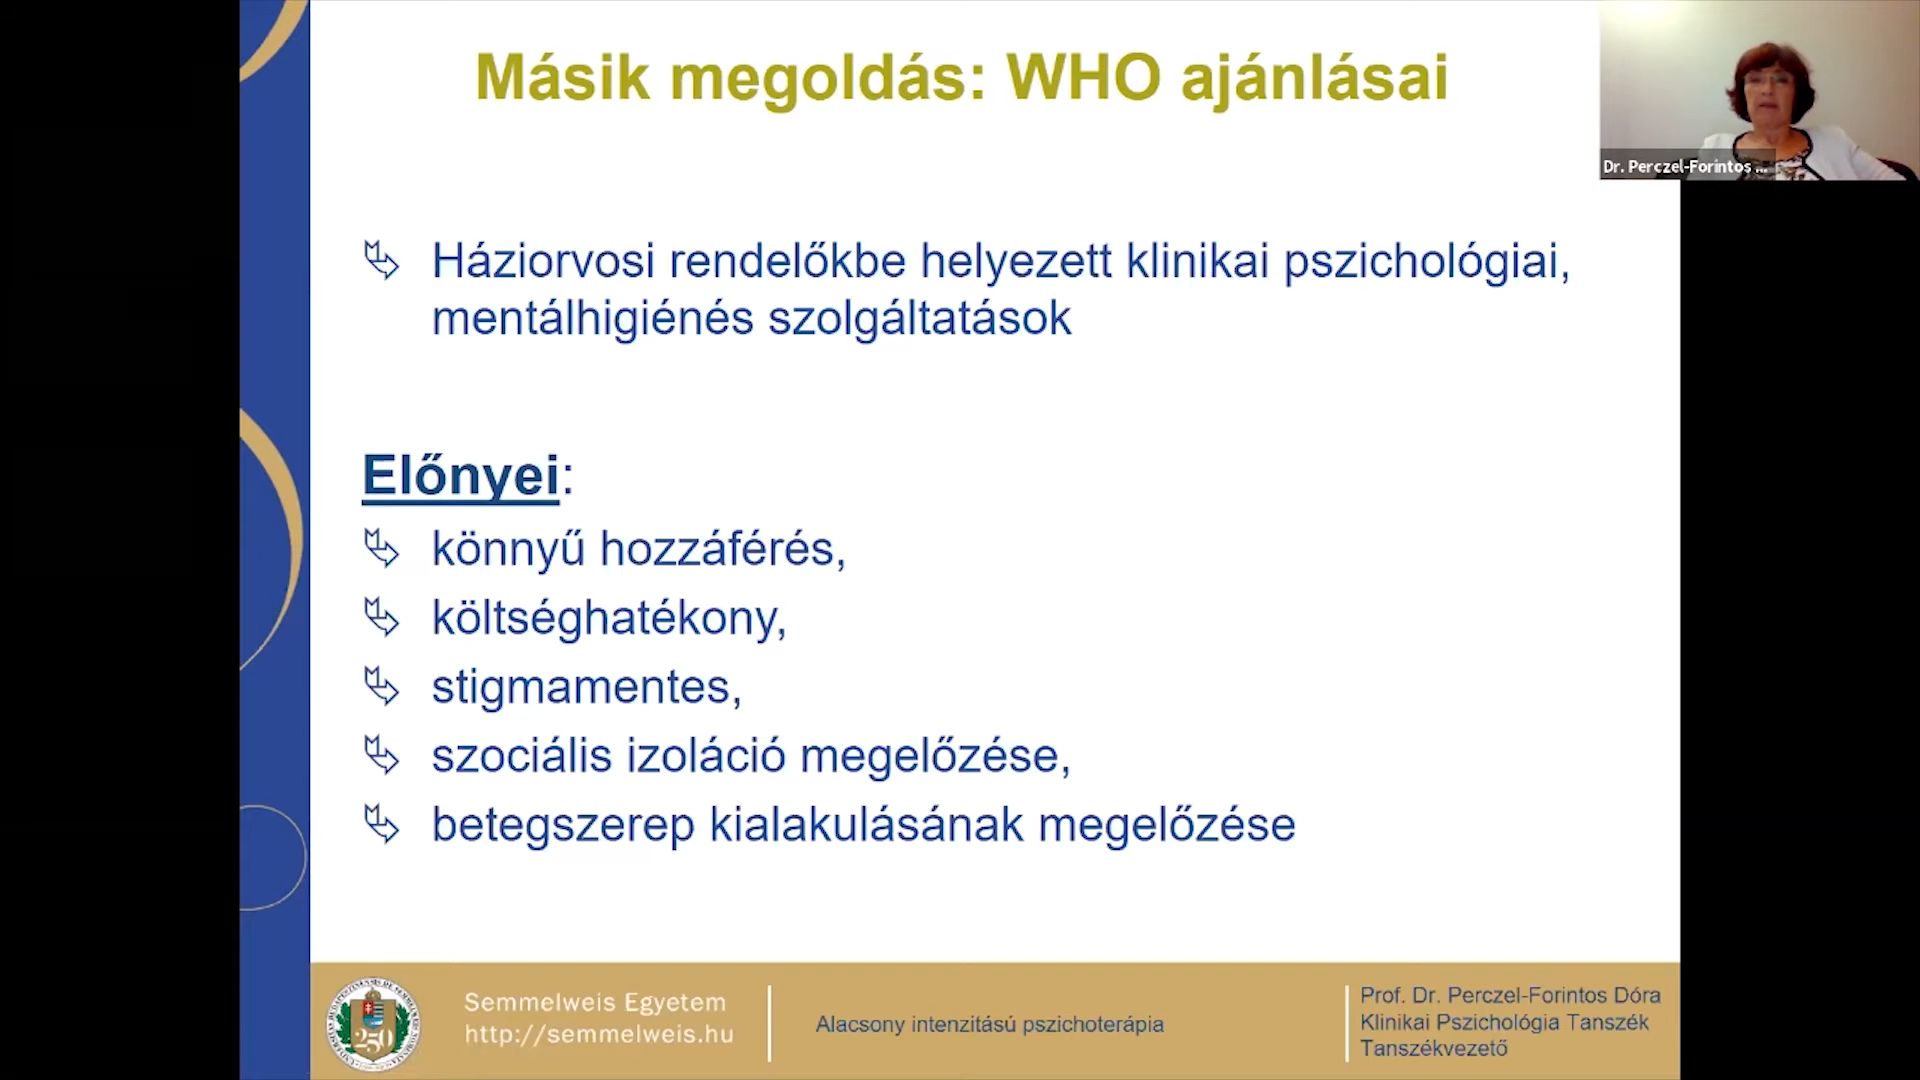 Másik megoldás: WHO ajánlásai
Dr. Perczel-Forintos ...
Háziorvosi rendelőkbe helyezett klinikai pszichológiai,
mentálhigiénés szolgáltatások
Előnyei:
könnyű hozzáférés,
költséghatékony,
stigmamentes,
szociális izoláció megelőzése,
betegszerep kialakulásának megelőzése
250
Semmelweis Egyetem
http://semmelweis.hu
Alacsony intenzitású pszichoterápia
Prof. Dr. Perczel-Forintos Dóra
Klinikai Pszichológia Tanszék
Tanszékvezető